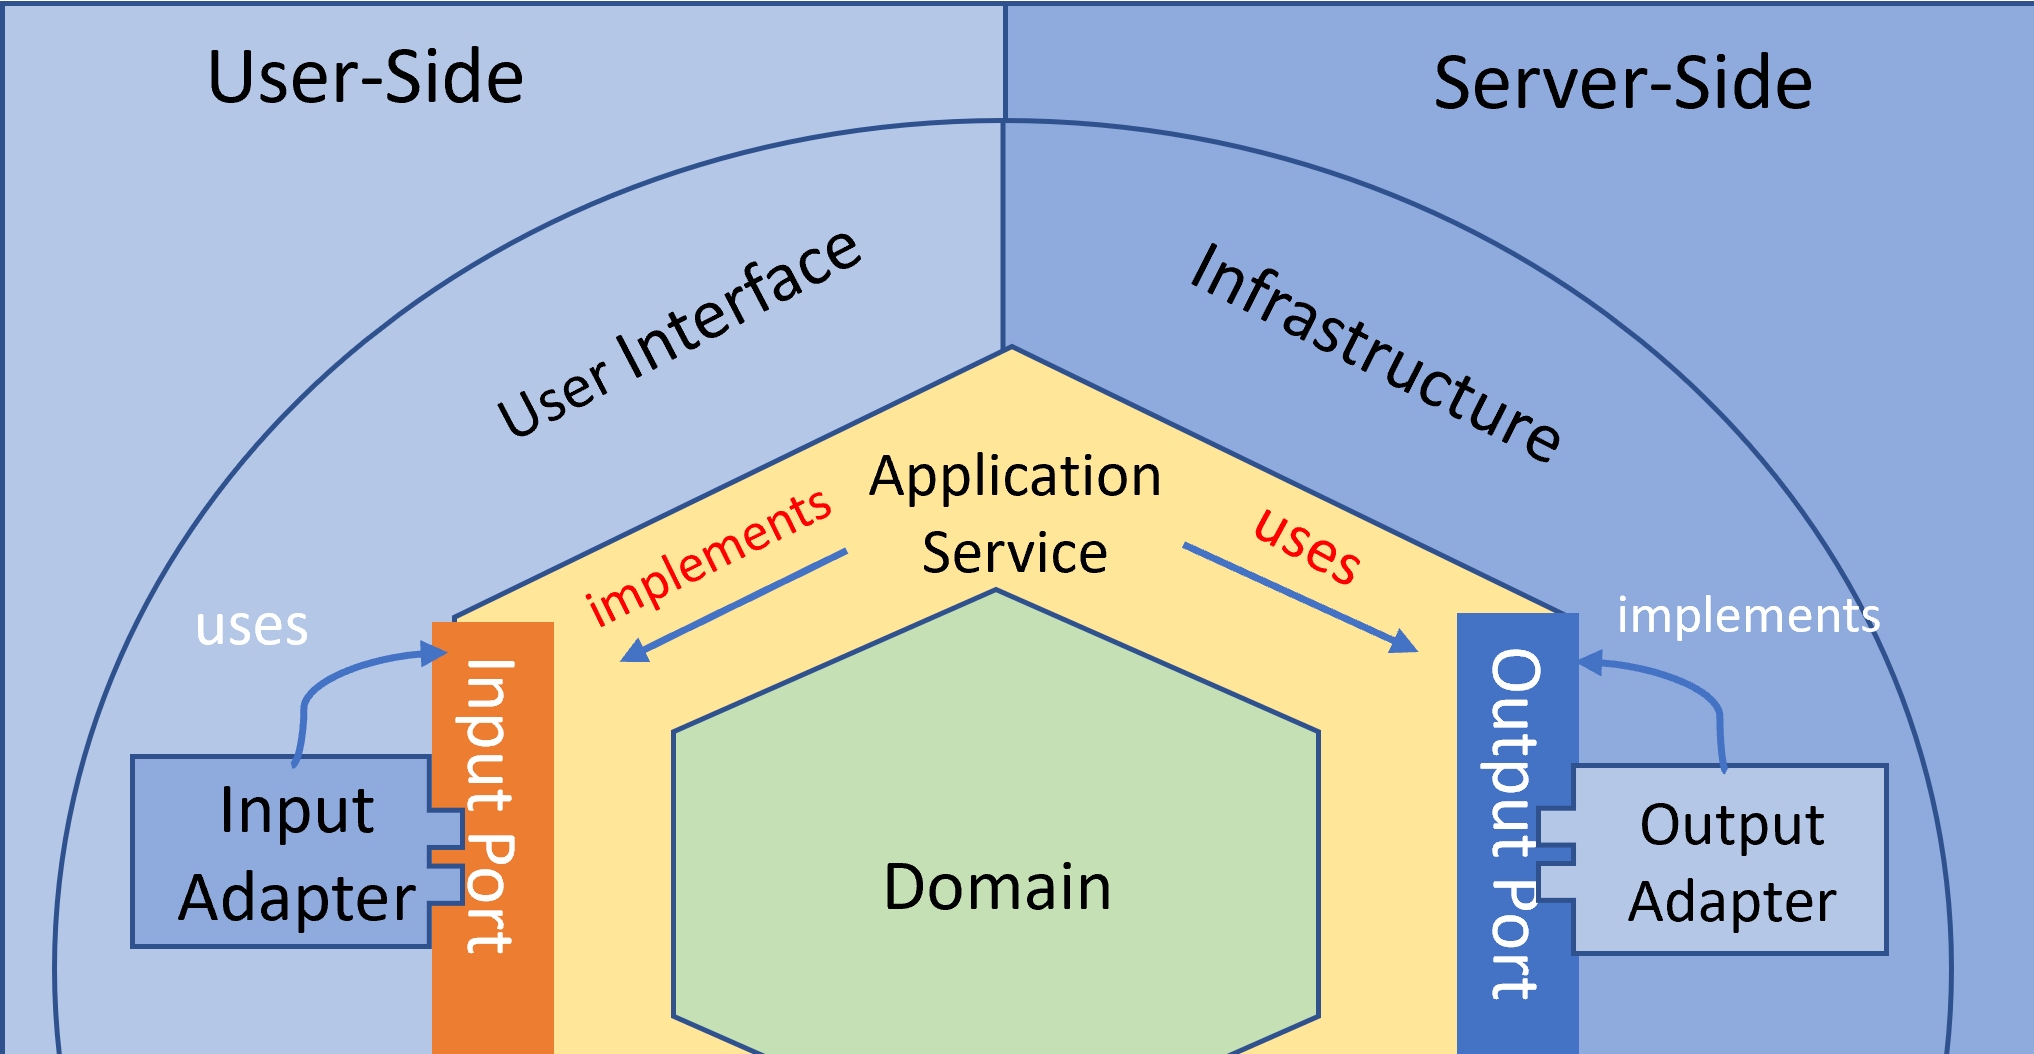 User-Side
Server-Side
User Interface
Infrastructure
Application
Service
implements
uses
uses
implements
Input Port
Output Port
Input
Adapter
Domain
Output
Adapter